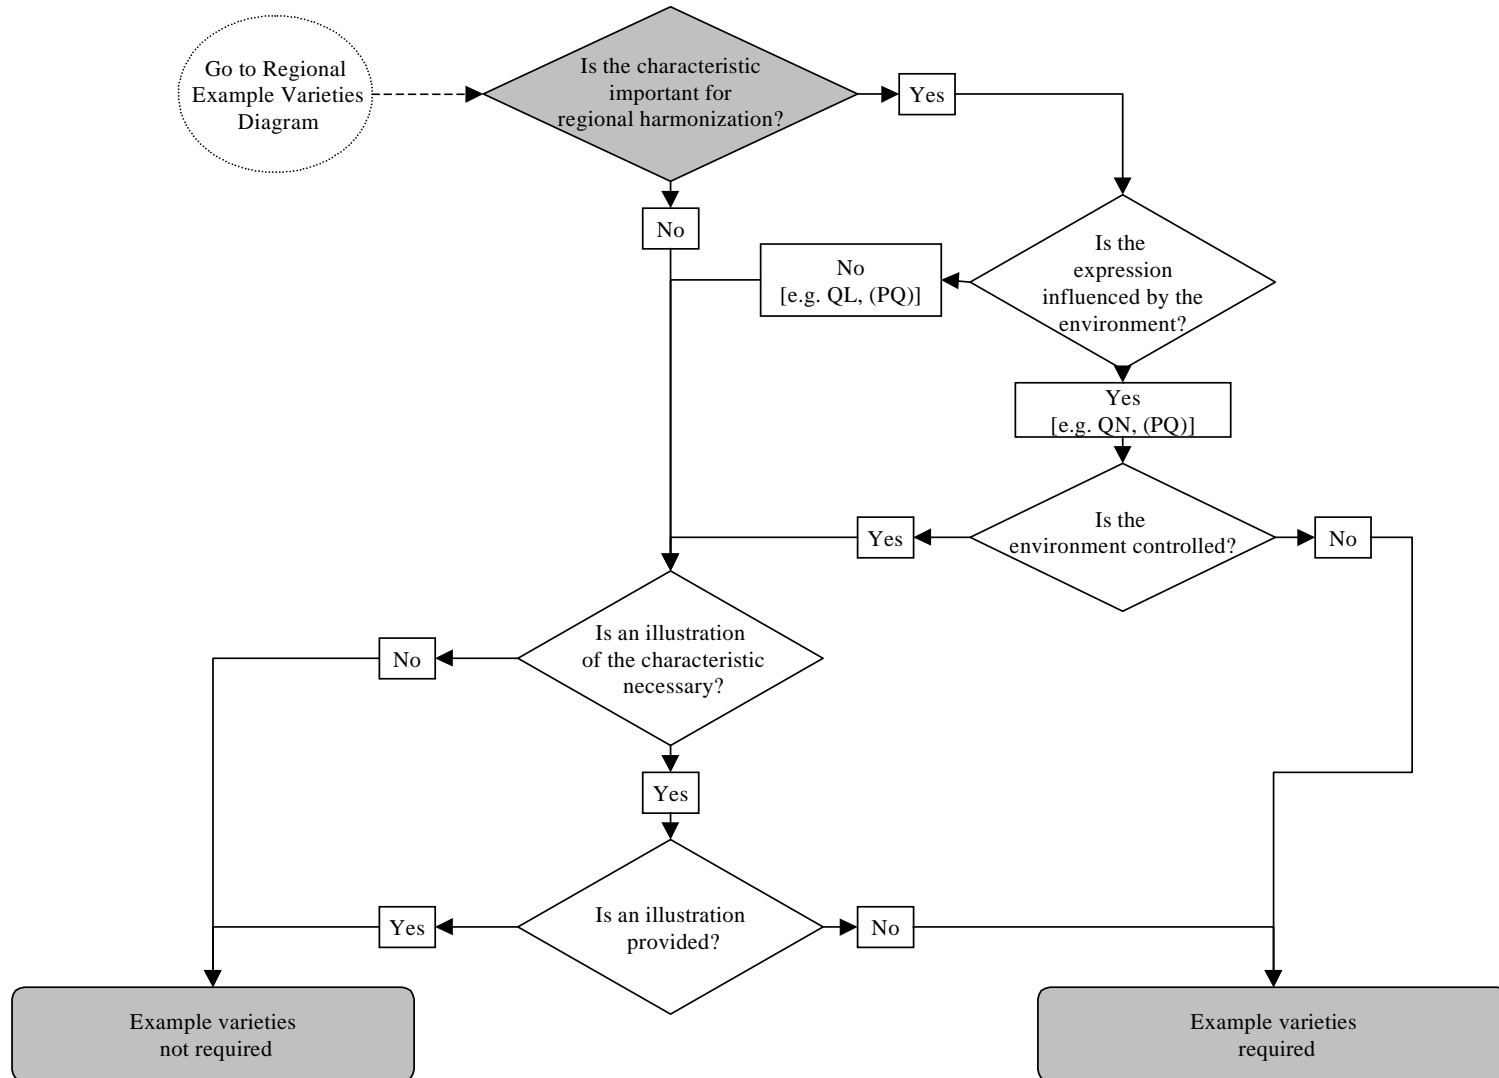 Go to Regional
Example Varieties
Diagram
Is the characteristic
important for
regional harmonization?
Yes
No
Is the
expression
influenced by the
environment?
No
[e.g. QL, (PQ)]
Yes
[e.g. QN, (PQ)]
Is the
environment controlled?
Yes
No
Is an illustration
of the characteristic
necessary?
No
Yes
Is an illustration
provided?
Yes
No
Example varieties
not required
Example varieties
required